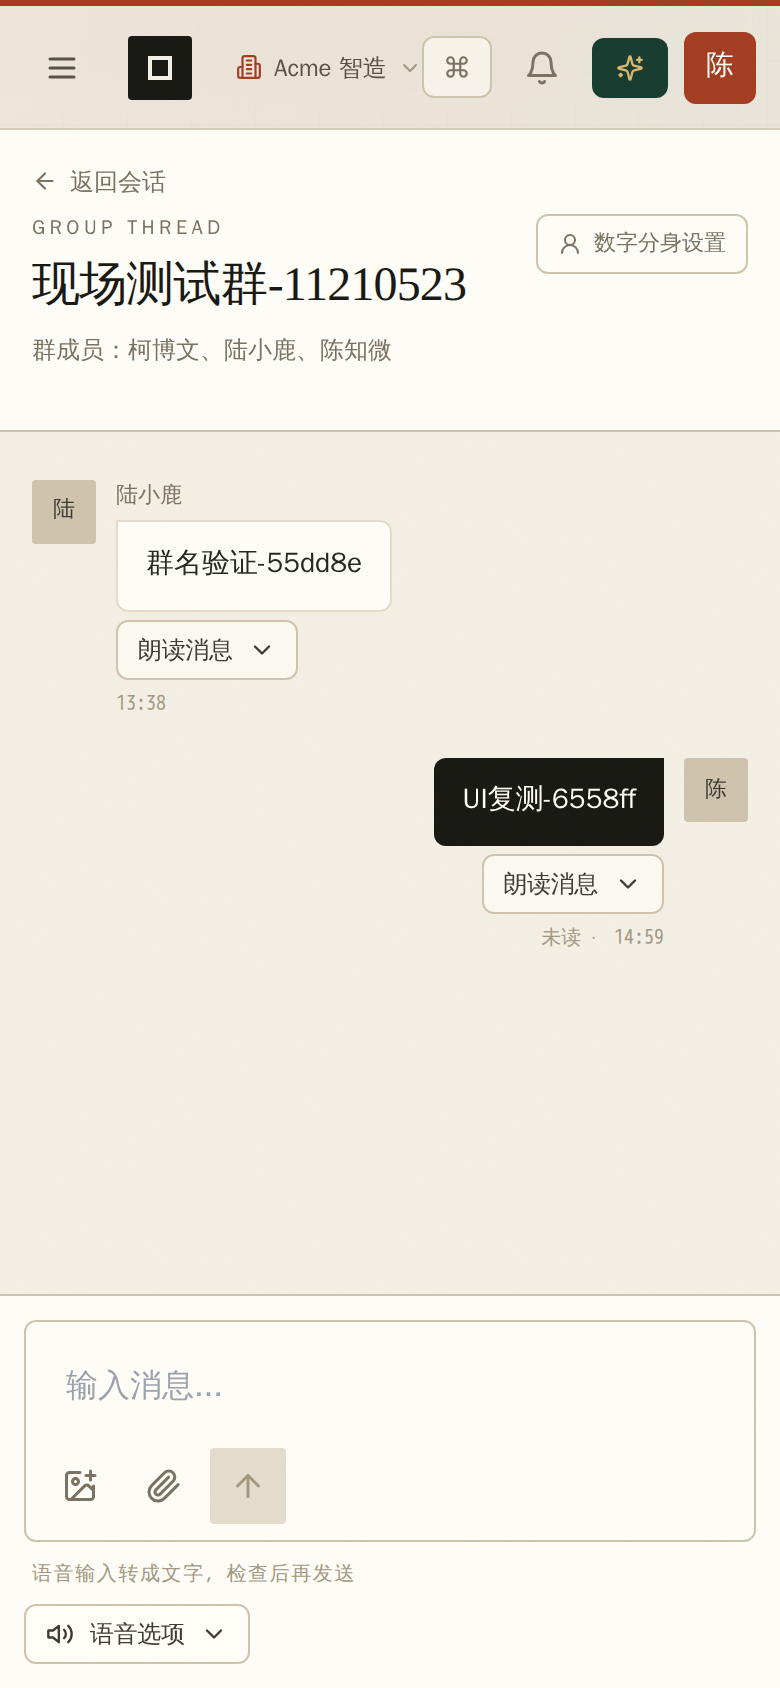 Acme 智造
⌘
陈
返回会话
GROUP THREAD
数字分身设置
现场测试群-11210523
群成员：柯博文、陆小鹿、陈知微
陆
陆小鹿
群名验证-55dd8e
朗读消息
13:38
UI复测-6558ff
陈
朗读消息
未读 · 14:59
输入消息...
语音输入转成文字，检查后再发送
语音选项